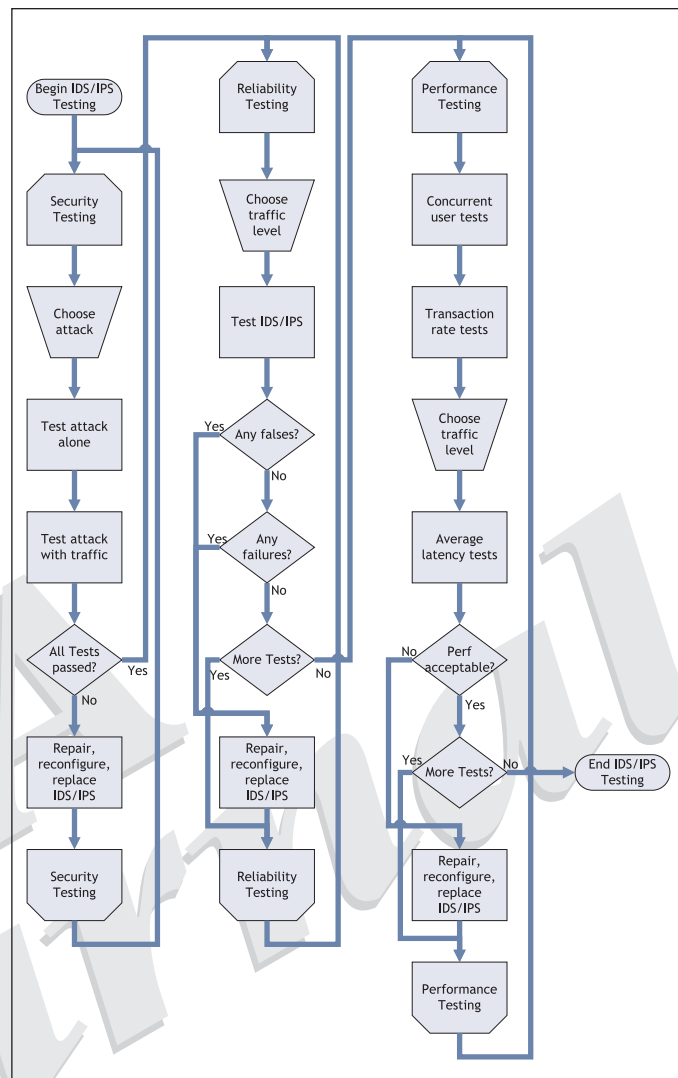 Begin IDS/IPS
Testing
Security
Testing
Choose
attack
Test attack
alone
Test attack
with traffic
All Tests
passed?
Yes
No
Repair,
reconfigure,
replace
IDS/IPS
Security
Testing
Reliability
Testing
Choose
traffic
level
Test IDS/IPS
Yes
Any falses?
No
Yes
Any
failures?
No
More Tests?
Yes
No
Repair,
reconfigure,
replace
IDS/IPS
Reliability
Testing
Performance
Testing
Concurrent
user tests
Transaction
rate tests
Choose
traffic
level
Average
latency tests
No
Perf
acceptable?
Yes
Yes
More Tests?
No
End IDS/IPS
Testing
Repair,
reconfigure,
replace
IDS/IPS
Performance
Testing